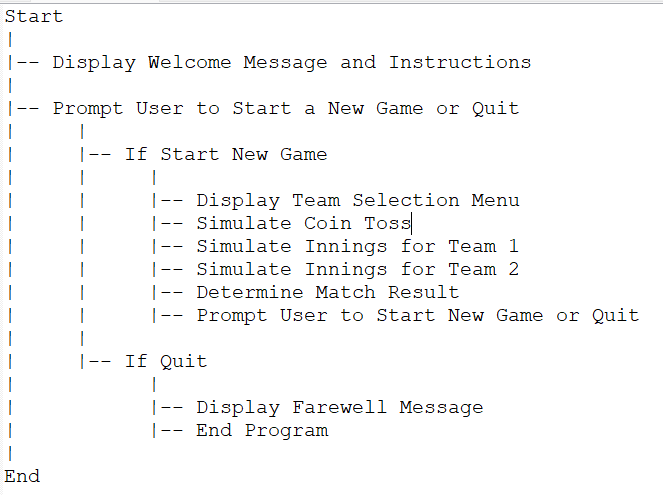 Start
|
|-- Display Welcome Message and Instructions
|
|-- Prompt User to Start a New Game or Quit
|     |
|     |-- If Start New Game
|     |     |
|     |     |-- Display Team Selection Menu
|     |     |-- Simulate Coin Toss
|     |     |-- Simulate Innings for Team 1
|     |     |-- Simulate Innings for Team 2
|     |     |-- Determine Match Result
|     |     |-- Prompt User to Start New Game or Quit
|     |
|     |-- If Quit
|           |
|           |-- Display Farewell Message
|           |-- End Program
|
End